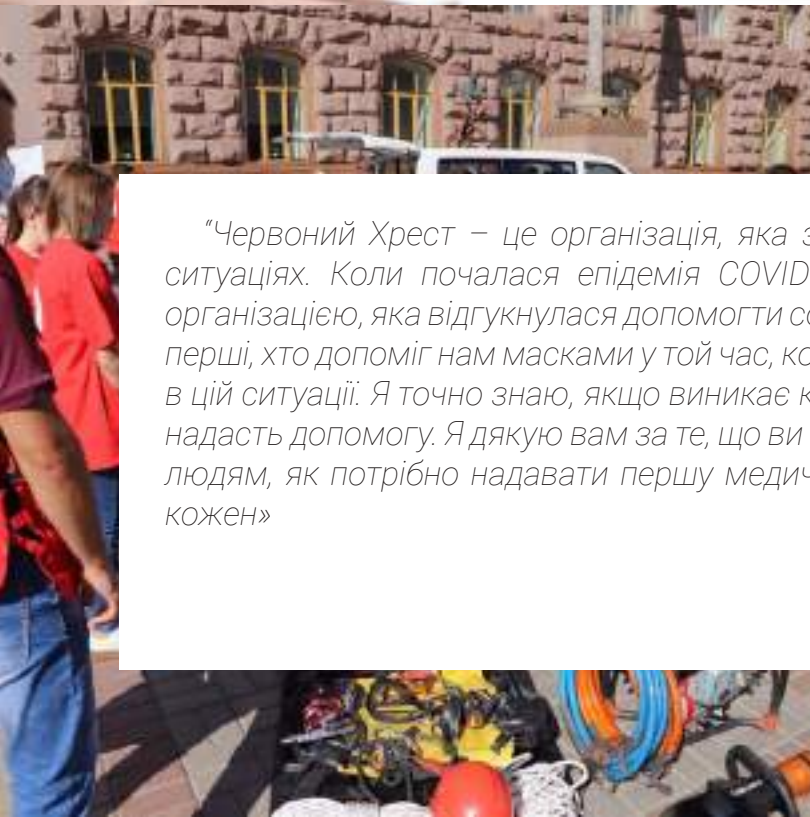 “Червоний Хрест – це організація, яка
ситуаціях. Коли почалася епідемія COVID
організацією, яка відгукнулася допомогти
перші, хто допоміг нам масками у той час,
в цій ситуації. Я точно знаю, якщо виникає
надасть допомогу. Я дякую вам за те, що ви
людям, як потрібно надавати першу
кожен»